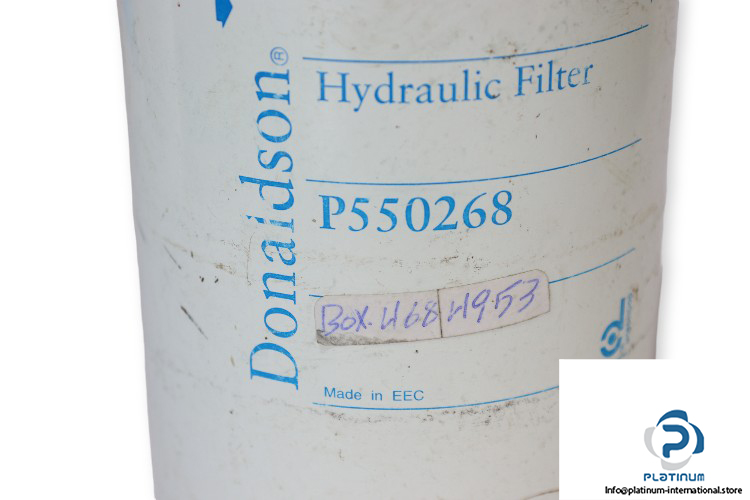 Donaldson®
Hydraulic Filter
P550268
BOX.H68 H953
Made in EEC
PLATINUM
Info@platinum-international.store